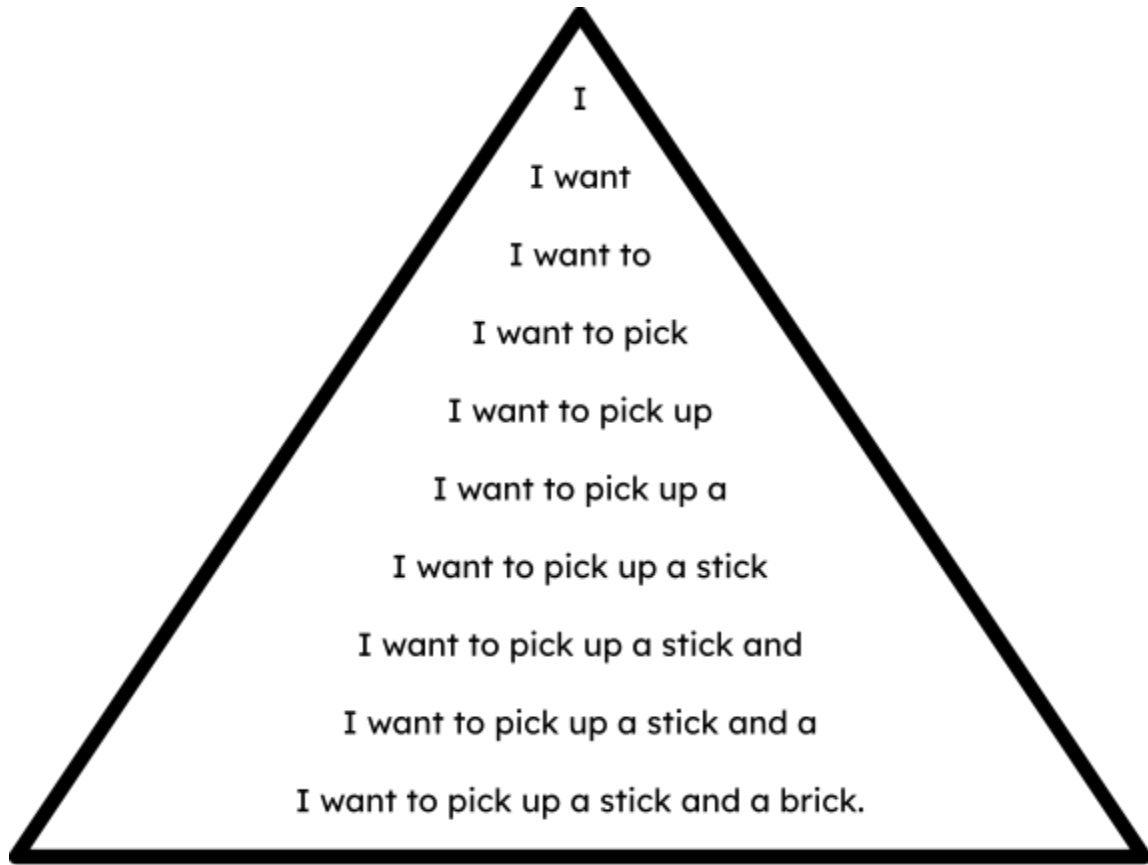 I
I want
I want to
I want to pick
I want to pick up
I want to pick up a
I want to pick up a stick
I want to pick up a stick and
I want to pick up a stick and a
I want to pick up a stick and a brick.